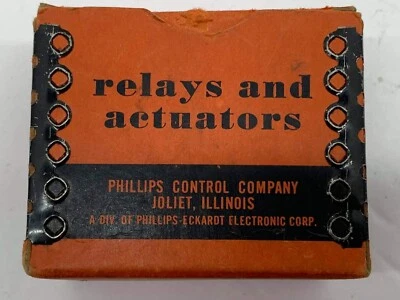 relays and
actuators
PHILLIPS CONTROL COMPANY
JOLIET, ILLINOIS
A DIV. OF PHILLIPS-ECKARDT ELECTRONIC CORP.